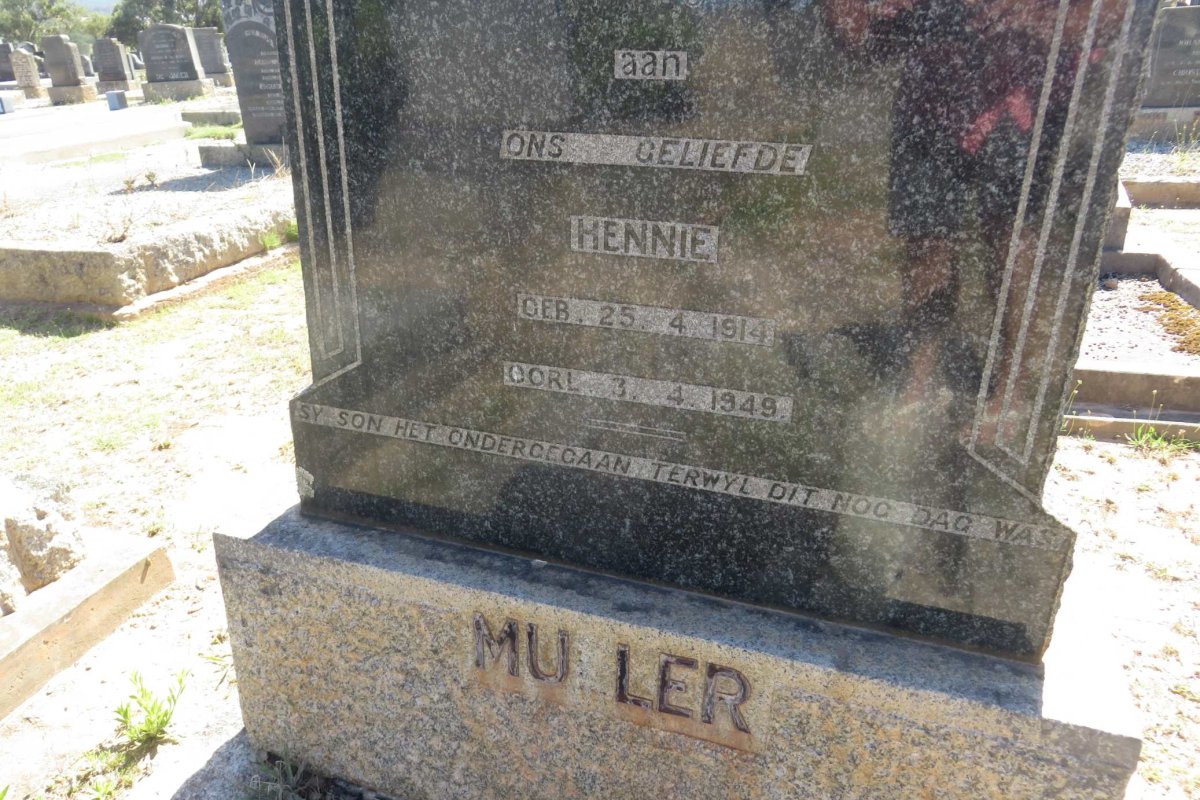 aan
ONS GELIEFDE
HENNIE
GEB. 25. 4. 1914
OORL. 3. 4. 1949
SY SON HET ONDERGEGAAN TERWYL DIT NOG DAG WAS
MU LER